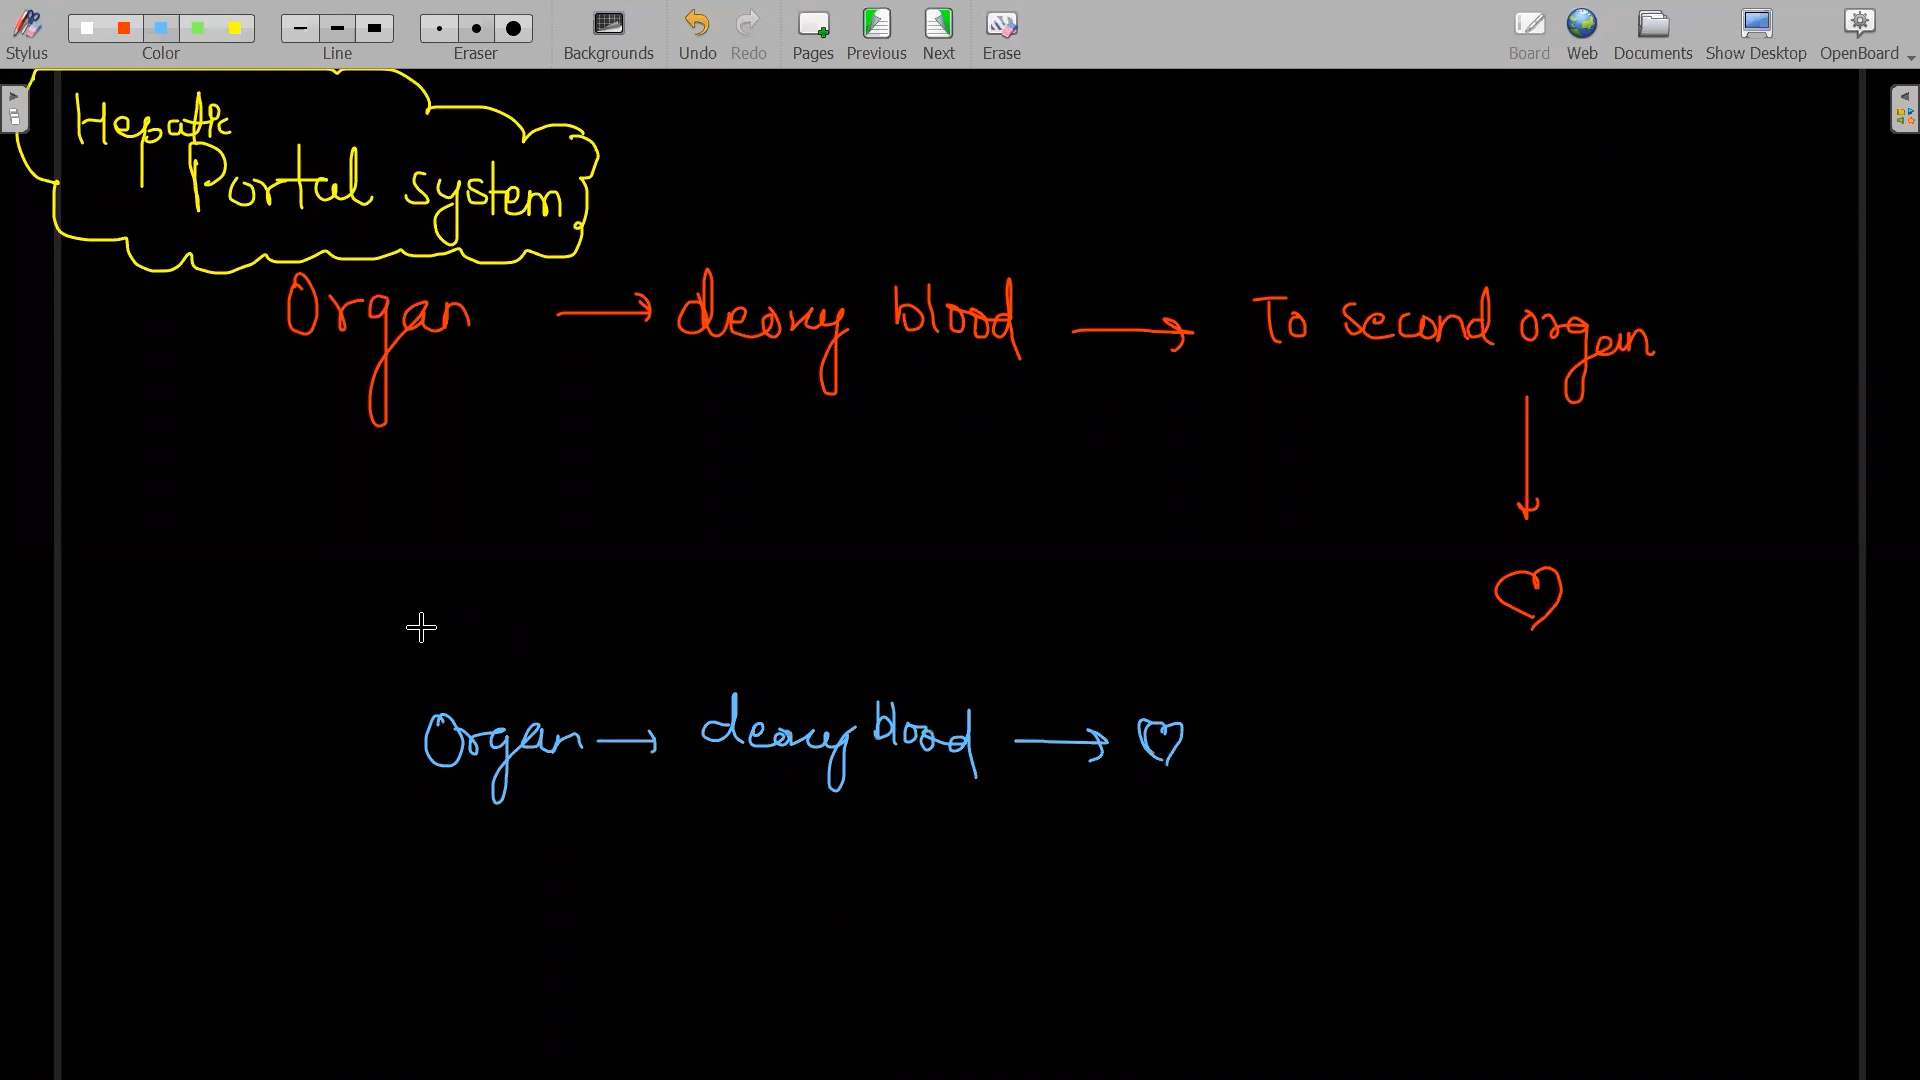 Stylus Color Line Eraser Backgrounds Undo Redo Pages Previous Next Erase Board Web Documents Show Desktop OpenBoard
Hepatic
Portal system
Organ → deoxy blood → To second organ
↓
♡
Organ → deoxy blood → ♡